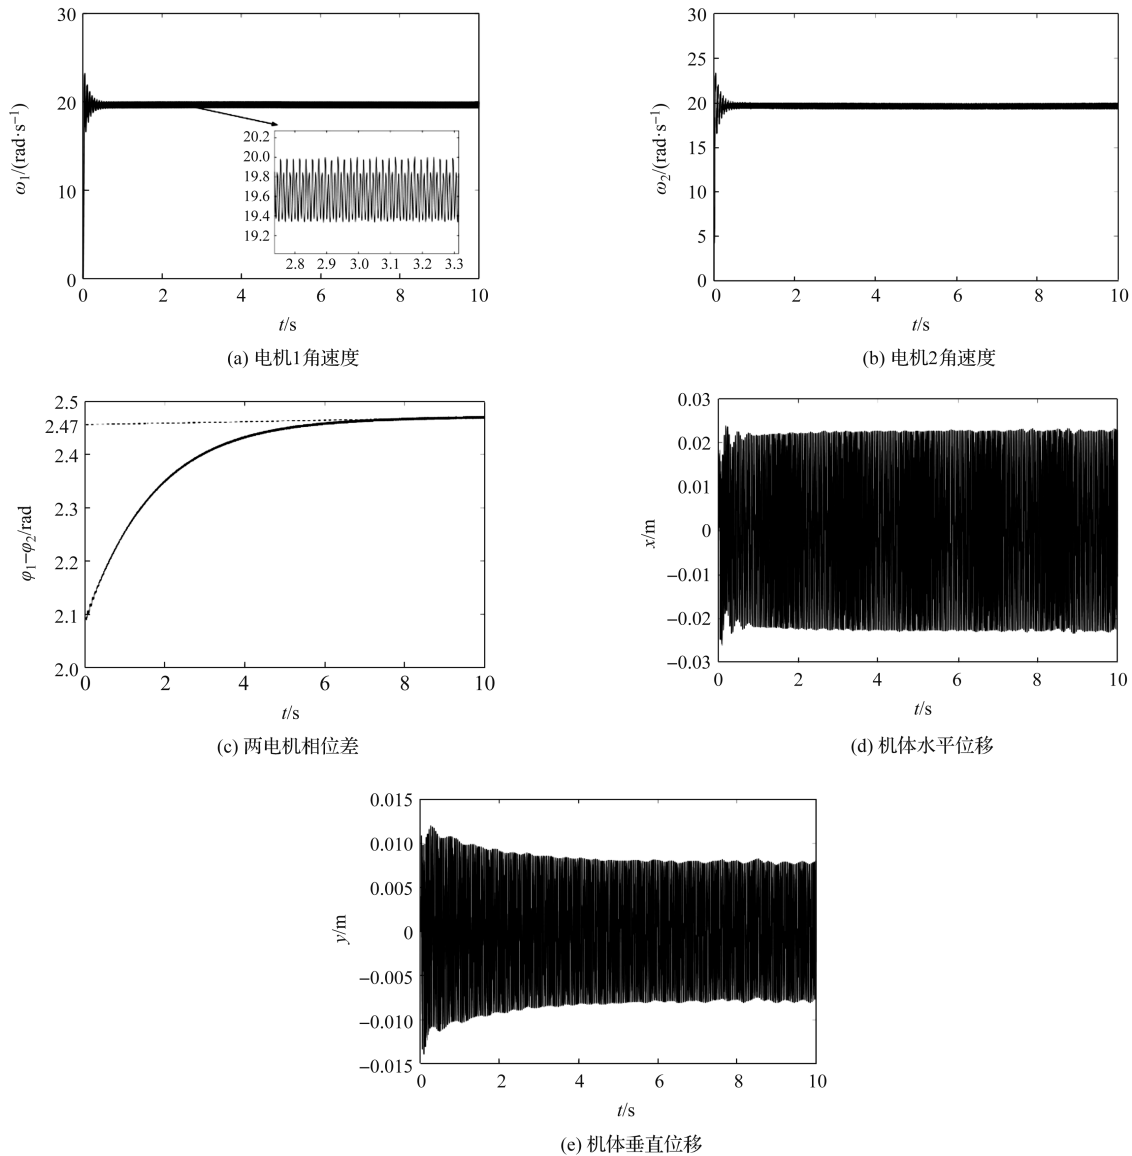 30
20
10
0
ω₁/(rad·s⁻¹)
20.2
20.0
19.8
19.6
19.4
19.2
2.8 2.9 3.0 3.1 3.2 3.3
0 2 4 6 8 10
t/s
(a) 电机1角速度
30
25
20
15
10
5
0
ω₂/(rad·s⁻¹)
0 2 4 6 8 10
t/s
(b) 电机2角速度
2.5
2.47
2.4
2.3
2.2
2.1
2.0
φ₁−φ₂/rad
0 2 4 6 8 10
t/s
(c) 两电机相位差
0.03
0.02
0.01
0
−0.01
−0.02
−0.03
x/m
0 2 4 6 8 10
t/s
(d) 机体水平位移
0.015
0.010
0.005
0
−0.005
−0.010
−0.015
y/m
0 2 4 6 8 10
t/s
(e) 机体垂直位移